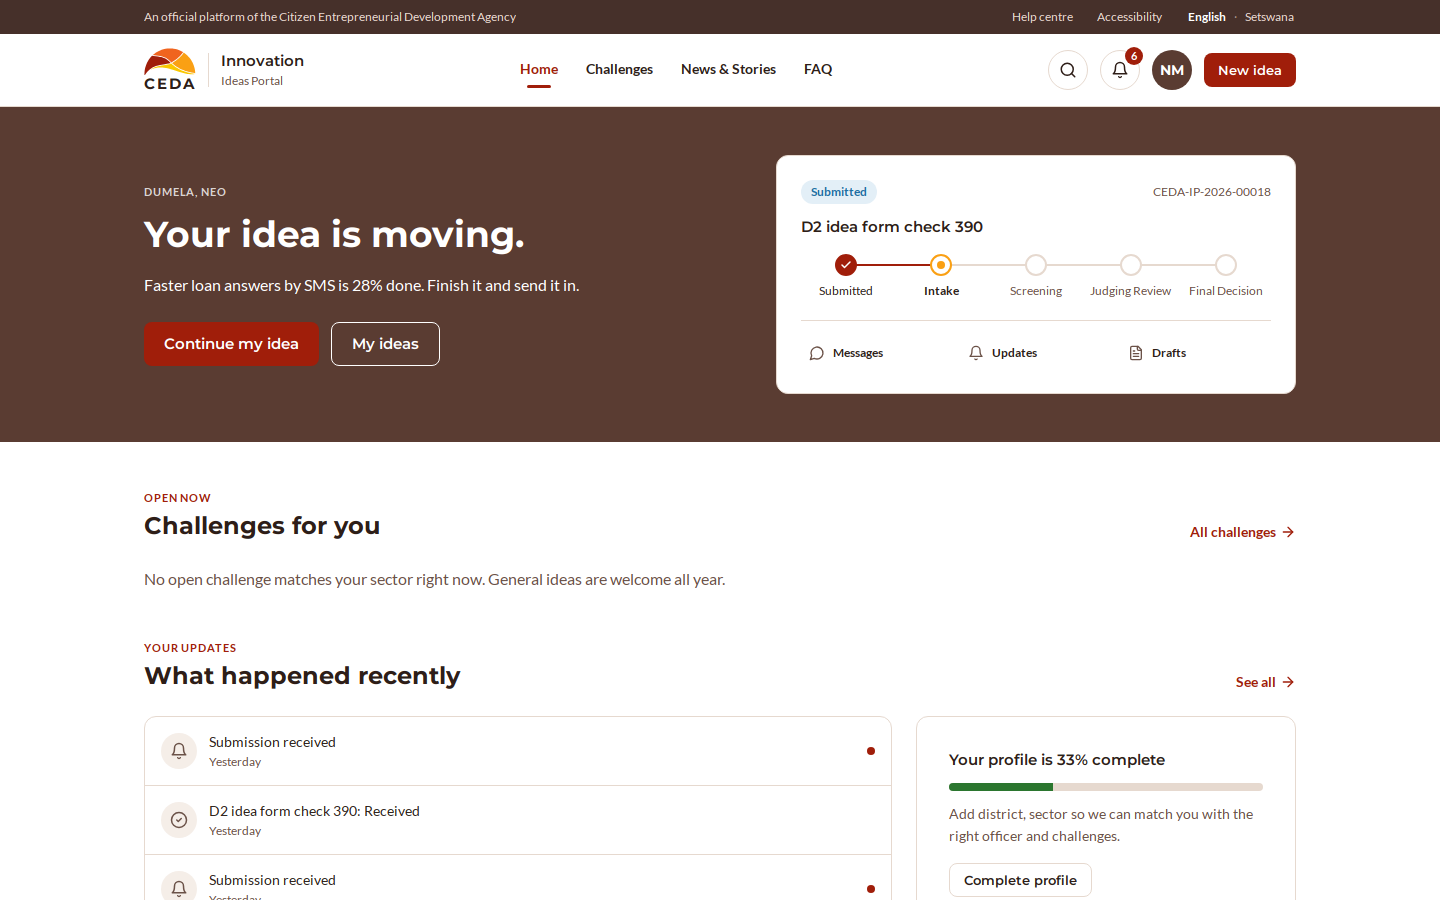 An official platform of the Citizen Entrepreneurial Development Agency
Help centre
Accessibility
English · Setswana
CEDA
Innovation
Ideas Portal
Home
Challenges
News & Stories
FAQ
6
NM
New idea
DUMELA, NEO
Your idea is moving.
Faster loan answers by SMS is 28% done. Finish it and send it in.
Continue my idea
My ideas
Submitted
CEDA-IP-2026-00018
D2 idea form check 390
Submitted
Intake
Screening
Judging Review
Final Decision
Messages
Updates
Drafts
OPEN NOW
Challenges for you
All challenges
No open challenge matches your sector right now. General ideas are welcome all year.
YOUR UPDATES
What happened recently
See all
Submission received
Yesterday
D2 idea form check 390: Received
Yesterday
Submission received
Yesterday
Your profile is 33% complete
Add district, sector so we can match you with the
right officer and challenges.
Complete profile